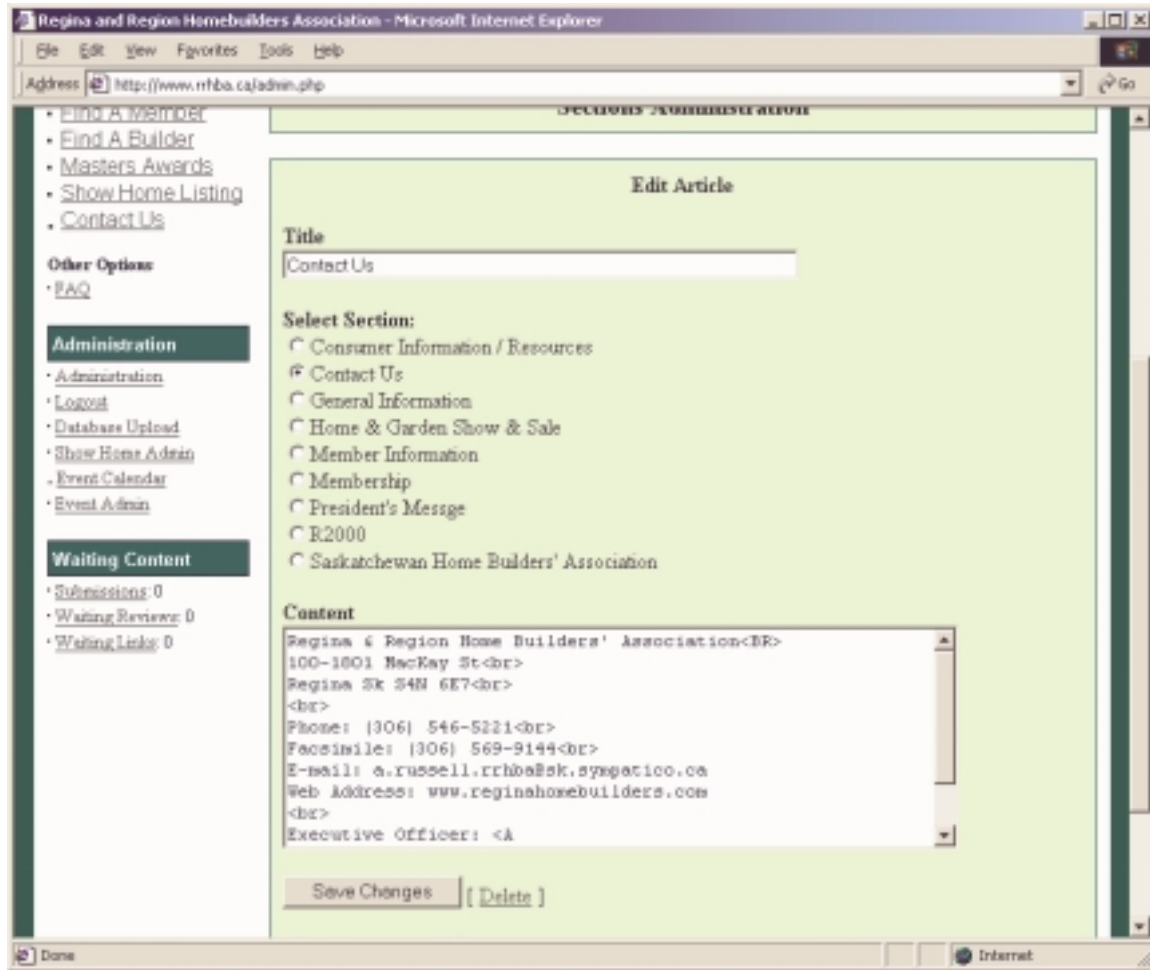 Regina and Region Homebuilders Association - Microsoft Internet Explorer
File Edit View Favorites Tools Help
Address http://www.rrhba.ca/admin.php Go
Find A Member
Find A Builder
Masters Awards
Show Home Listing
Contact Us
Other Options
FAQ
Administration
Administration
Logout
Database Upload
Show Home Admin
Event Calendar
Event Admin
Waiting Content
Submissions: 0
Waiting Reviews: 0
Waiting Links: 0
Sections Administration
Edit Article
Title
Contact Us
Select Section:
Consumer Information / Resources
Contact Us
General Information
Home & Garden Show & Sale
Member Information
Membership
President's Messge
R2000
Saskatchewan Home Builders' Association
Content
Regina & Region Home Builders' Association<BR>
100-1801 MacKay St<br>
Regina Sk S4N 6E7<br>
<br>
Phone: (306) 546-5221<br>
Facsimile: (306) 569-9144<br>
E-mail: a.russell.rrhba@sk.sympatico.ca
Web Address: www.reginahomebuilders.com
<br>
Executive Officer: <A
Save Changes [ Delete ]
Done Internet